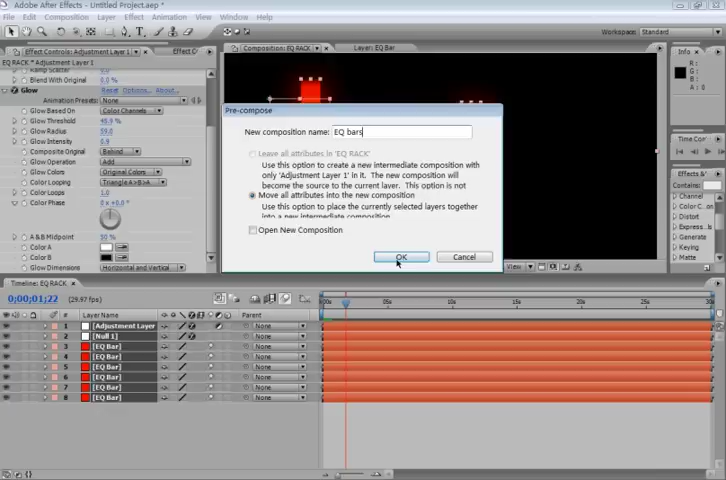 Adobe After Effects - Untitled Project.aep *
File Edit Composition Layer Effect Animation View Window Help
Workspace: Standard
Effect Controls: Adjustment Layer 1
Effect C
Composition: EQ RACK
Layer: EQ Bar
Info
EQ RACK * Adjustment Layer 1
Ramp Scatter 0.0
Blend With Original 0.0 %
Glow Reset Options... About...
Animation Presets: None
Glow Based On Color Channels
Glow Threshold 48.9%
Glow Radius 59.0
Glow Intensity 0.9
Composite Original Behind
Glow Operation Add
Glow Colors Original Colors
Color Looping Triangle A>B>A
Color Loops 1.0
Color Phase 0 x +0.0 °
A & B Midpoint 50 %
Color A
Color B
Glow Dimensions Horizontal and Vertical
Pre-compose
New composition name: EQ bars
Leave all attributes in 'EQ RACK'
Use this option to create a new intermediate composition with
only 'Adjustment Layer 1' in it. The new composition will
become the source to the current layer. This option is not
Move all attributes into the new composition
Use this option to place the currently selected layers together
into a new intermediate composition.
Open New Composition
OK
Cancel
R :
G :
B :
A : 0
Time Cor
Effects &
Contains:
Color C
Distort
Express
Generate
Keying
Matte
View
Timeline: EQ RACK
0;00;01;22 (29.97 fps)
# Layer Name Parent
:00s 05s 10s 15s 20s 25s 30s
1 [Adjustment Layer None
2 [Null 1] None
3 [EQ Bar] None
4 [EQ Bar] None
5 [EQ Bar] None
6 [EQ Bar] None
7 [EQ Bar] None
8 [EQ Bar] None